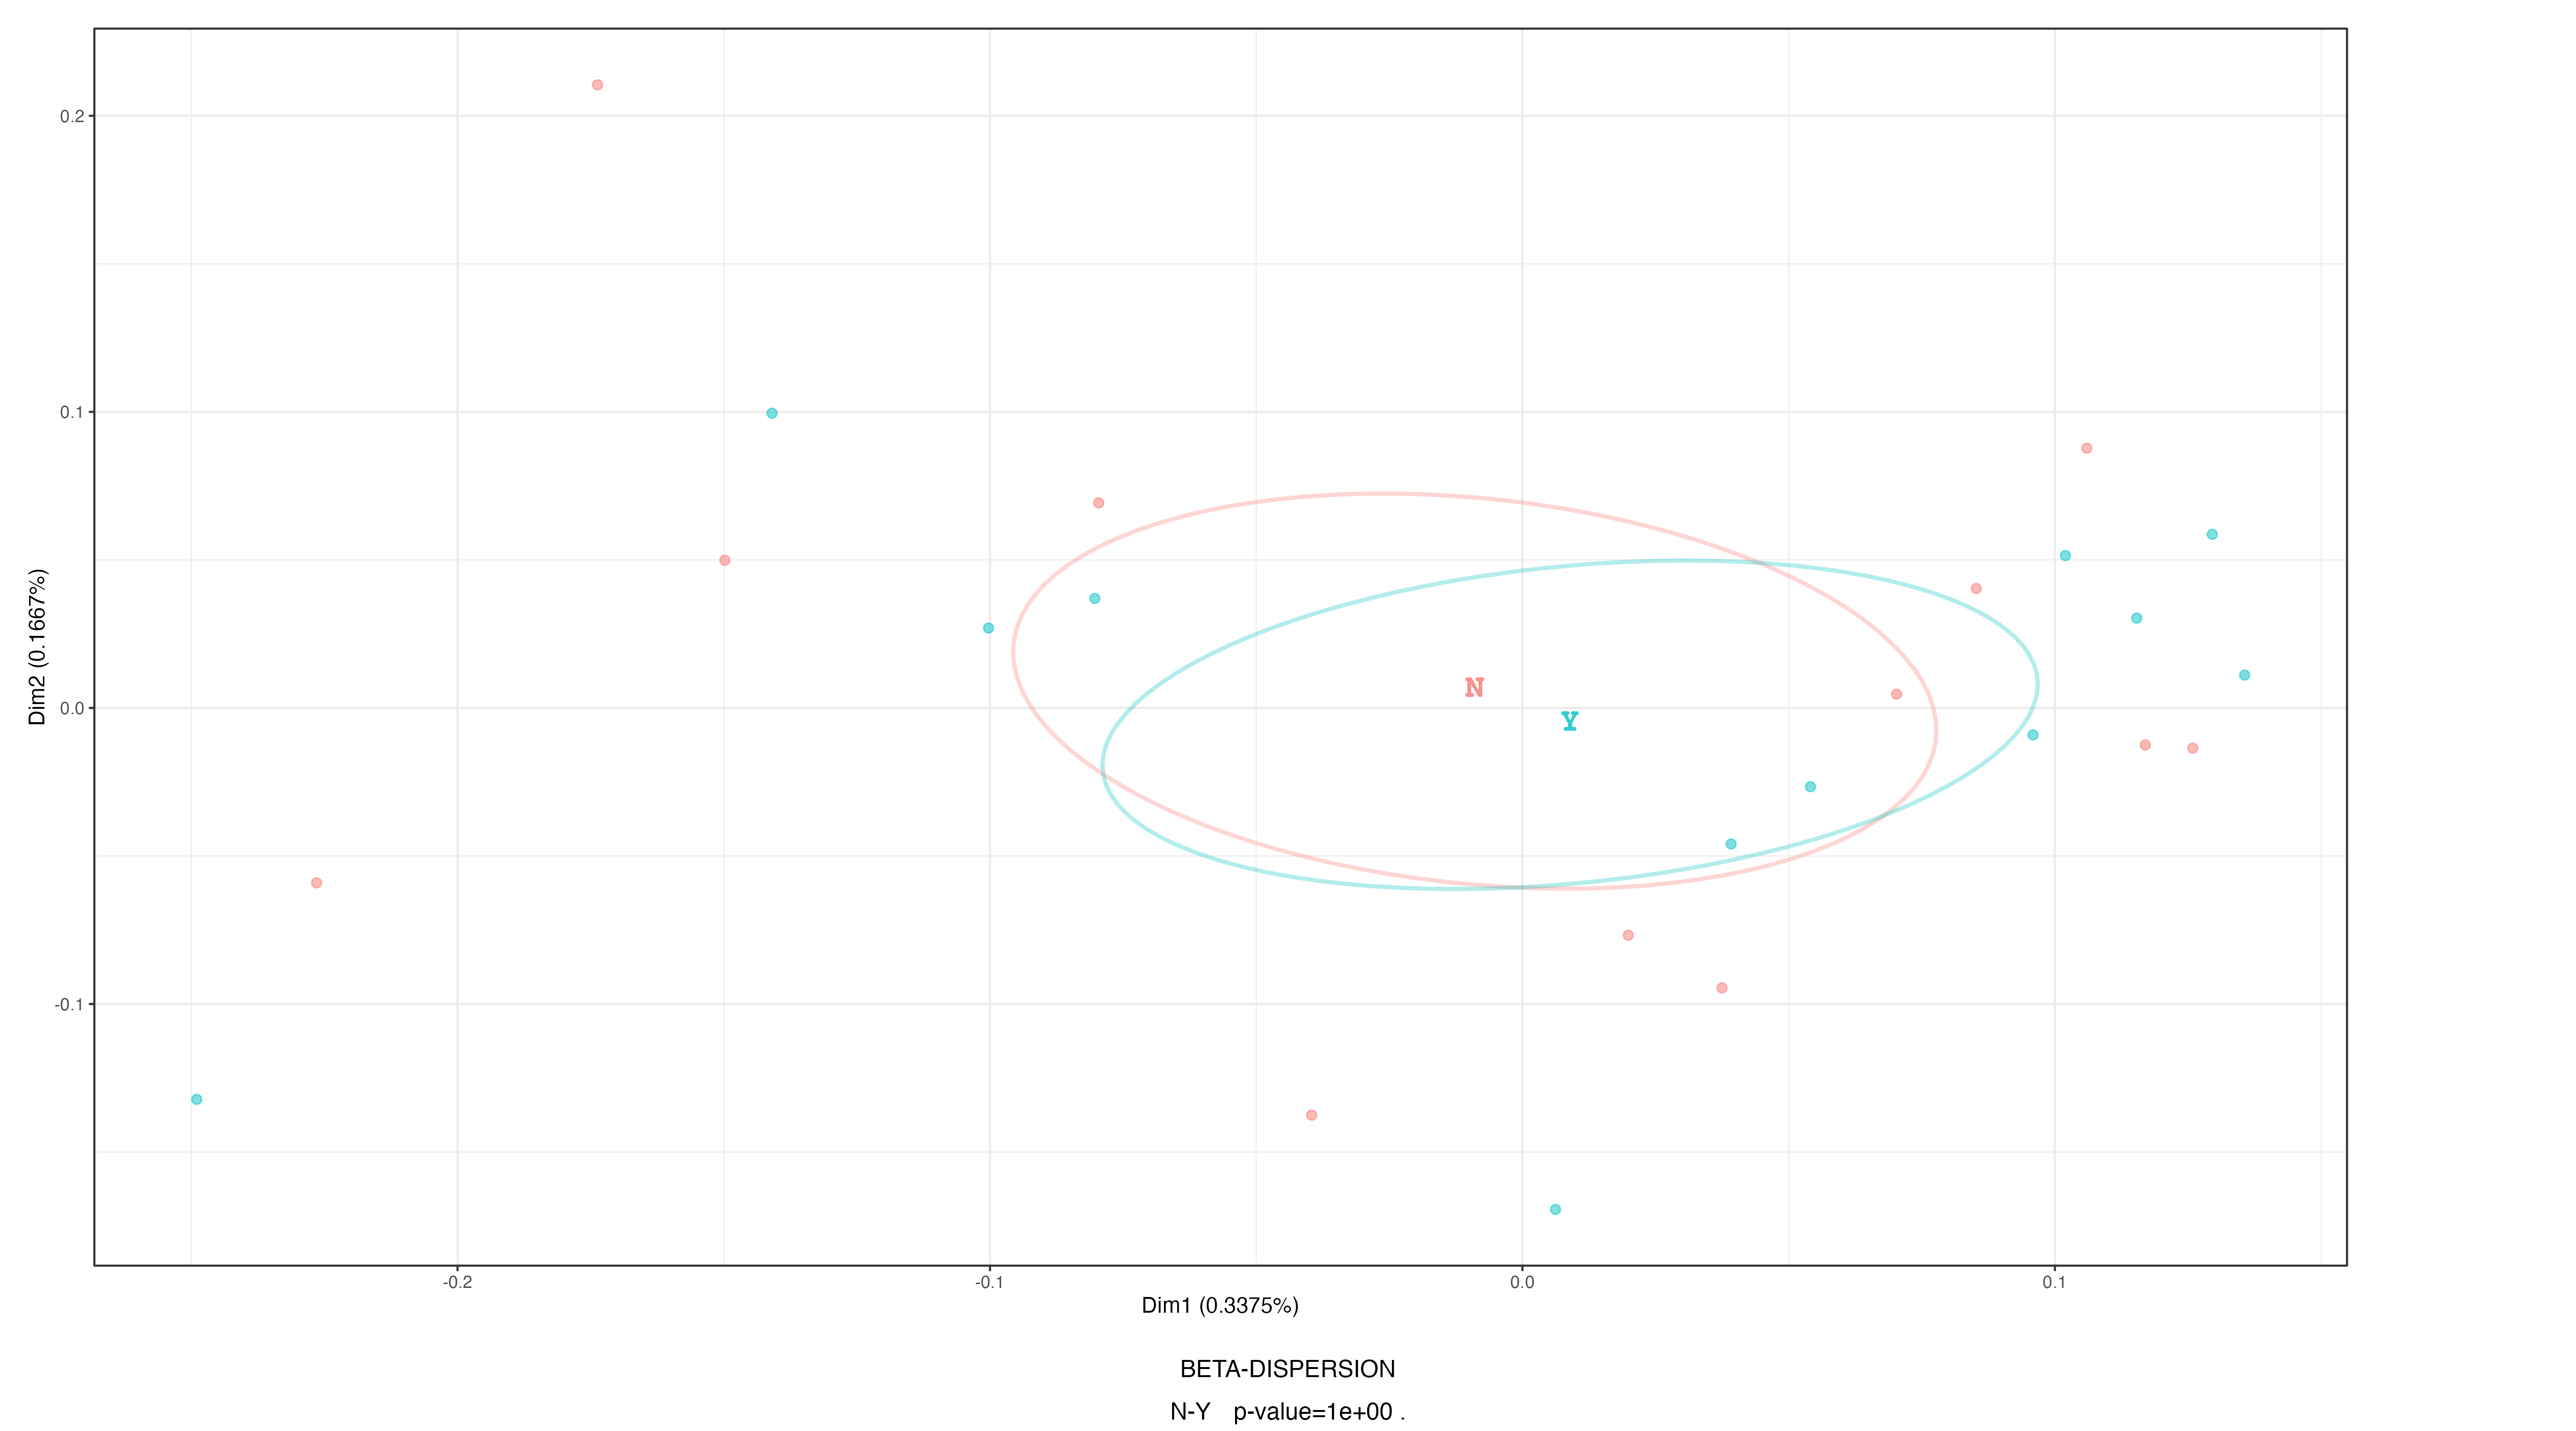 0.2
0.1
0.0
-0.1
Dim2 (0.1667%)
N
Y
-0.2 -0.1 0.0 0.1
Dim1 (0.3375%)
BETA-DISPERSION
N-Y p-value=1e+00 .